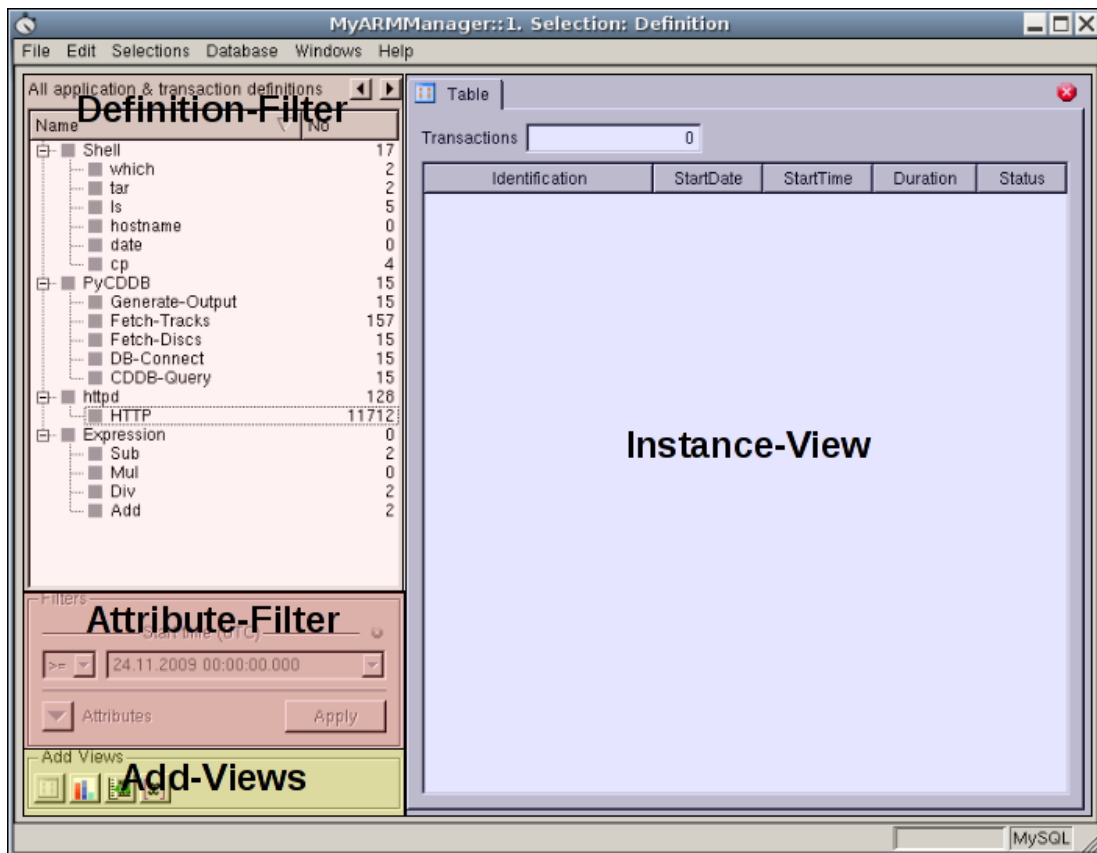 MyARMManager::1. Selection: Definition
File Edit Selections Database Windows Help
All application & transaction definitions
Definition-Filter
Name No
Shell 17
which 2
tar 2
ls 5
hostname 0
date 0
cp 4
PyCDDB 15
Generate-Output 15
Fetch-Tracks 157
Fetch-Discs 15
DB-Connect 15
CDDB-Query 15
httpd 128
HTTP 11712
Expression 0
Sub 2
Mul 0
Div 2
Add 2
Filters
Attribute-Filter
Start time (UTC)
>= 24.11.2009 00:00:00.000
Attributes Apply
Add Views
Add-Views
Table
Transactions 0
Identification StartDate StartTime Duration Status
Instance-View
MySQL